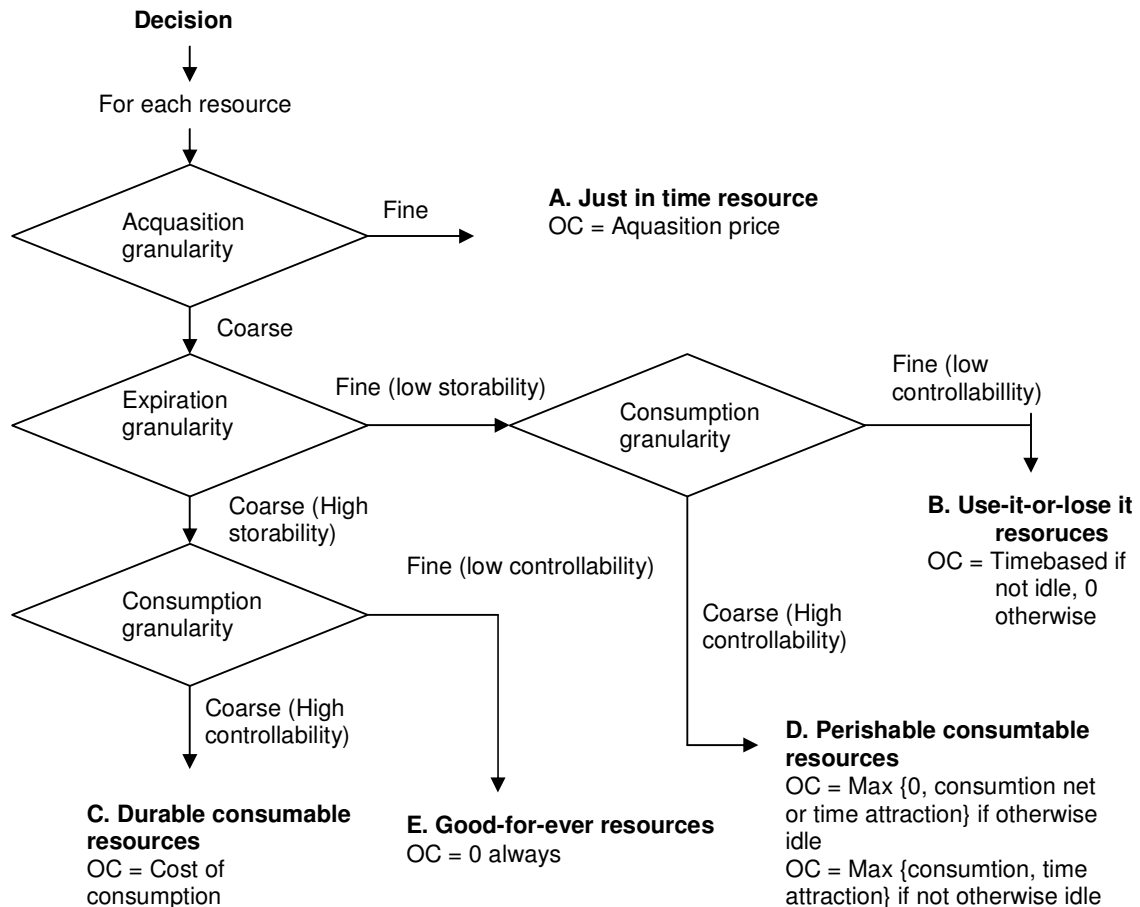 Decision
For each resource
Acquasition
granularity
Fine
A. Just in time resource
OC = Aquasition price
Coarse
Expiration
granularity
Fine (low storability)
Consumption
granularity
Fine (low
controllabillity)
Coarse (High
storability)
B. Use-it-or-lose it
resoruces
OC = Timebased if
not idle, 0
otherwise
Consumption
granularity
Fine (low controllability)
Coarse (High
controllability)
Coarse (High
controllability)
C. Durable consumable
resources
OC = Cost of
consumption
E. Good-for-ever resources
OC = 0 always
D. Perishable consumtable
resources
OC = Max {0, consumtion net
or time attraction} if otherwise
idle
OC = Max {consumtion, time
attraction} if not otherwise idle